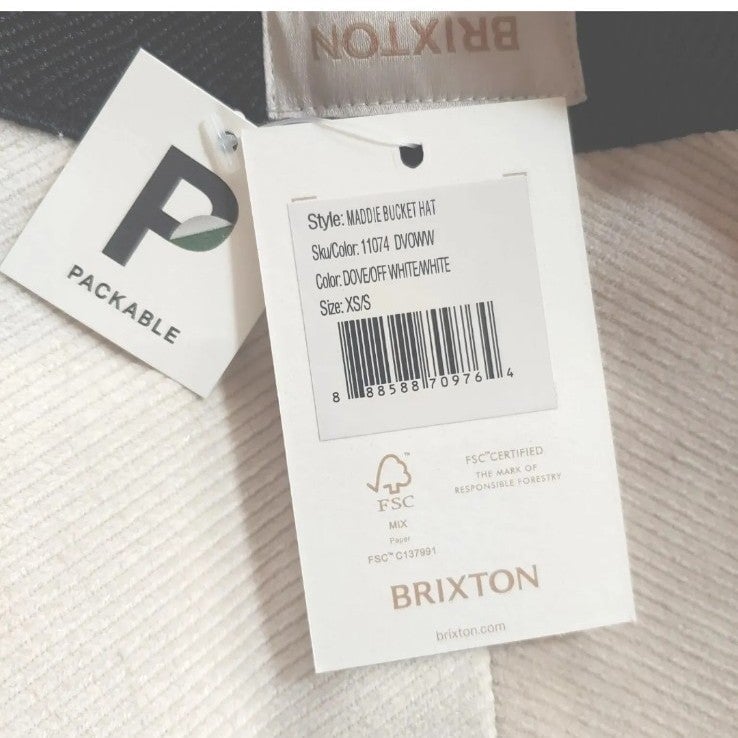 BRIXTON
P
PACKABLE
Style: MADDIE BUCKET HAT
Sku/Color: 11074 DVOWW
Color: DOVE/OFF WHITE/WHITE
Size: XS/S
8 88588 70976 4
FSC™ CERTIFIED
THE MARK OF
RESPONSIBLE FORESTRY
FSC
MIX
Paper
FSC™ C137991
BRIXTON
brixton.com